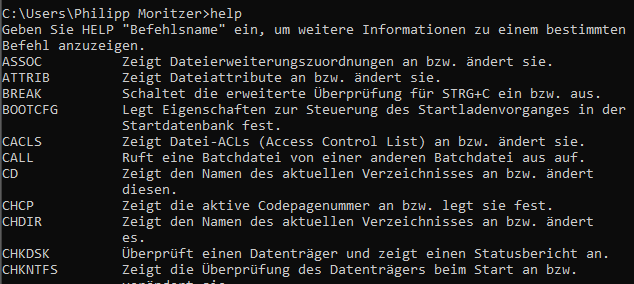 C:\Users\Philipp Moritzer>help
Geben Sie HELP "Befehlsname" ein, um weitere Informationen zu einem bestimmten
Befehl anzuzeigen.
ASSOC Zeigt Dateierweiterungszuordnungen an bzw. ändert sie.
ATTRIB Zeigt Dateiattribute an bzw. ändert sie.
BREAK Schaltet die erweiterte Überprüfung für STRG+C ein bzw. aus.
BOOTCFG Legt Eigenschaften zur Steuerung des Startladenvorganges in der
Startdatenbank fest.
CACLS Zeigt Datei-ACLs (Access Control List) an bzw. ändert sie.
CALL Ruft eine Batchdatei von einer anderen Batchdatei aus auf.
CD Zeigt den Namen des aktuellen Verzeichnisses an bzw. ändert
diesen.
CHCP Zeigt die aktive Codepagenummer an bzw. legt sie fest.
CHDIR Zeigt den Namen des aktuellen Verzeichnisses an bzw. ändert
es.
CHKDSK Überprüft einen Datenträger und zeigt einen Statusbericht an.
CHKNTFS Zeigt die Überprüfung des Datenträgers beim Start an bzw.